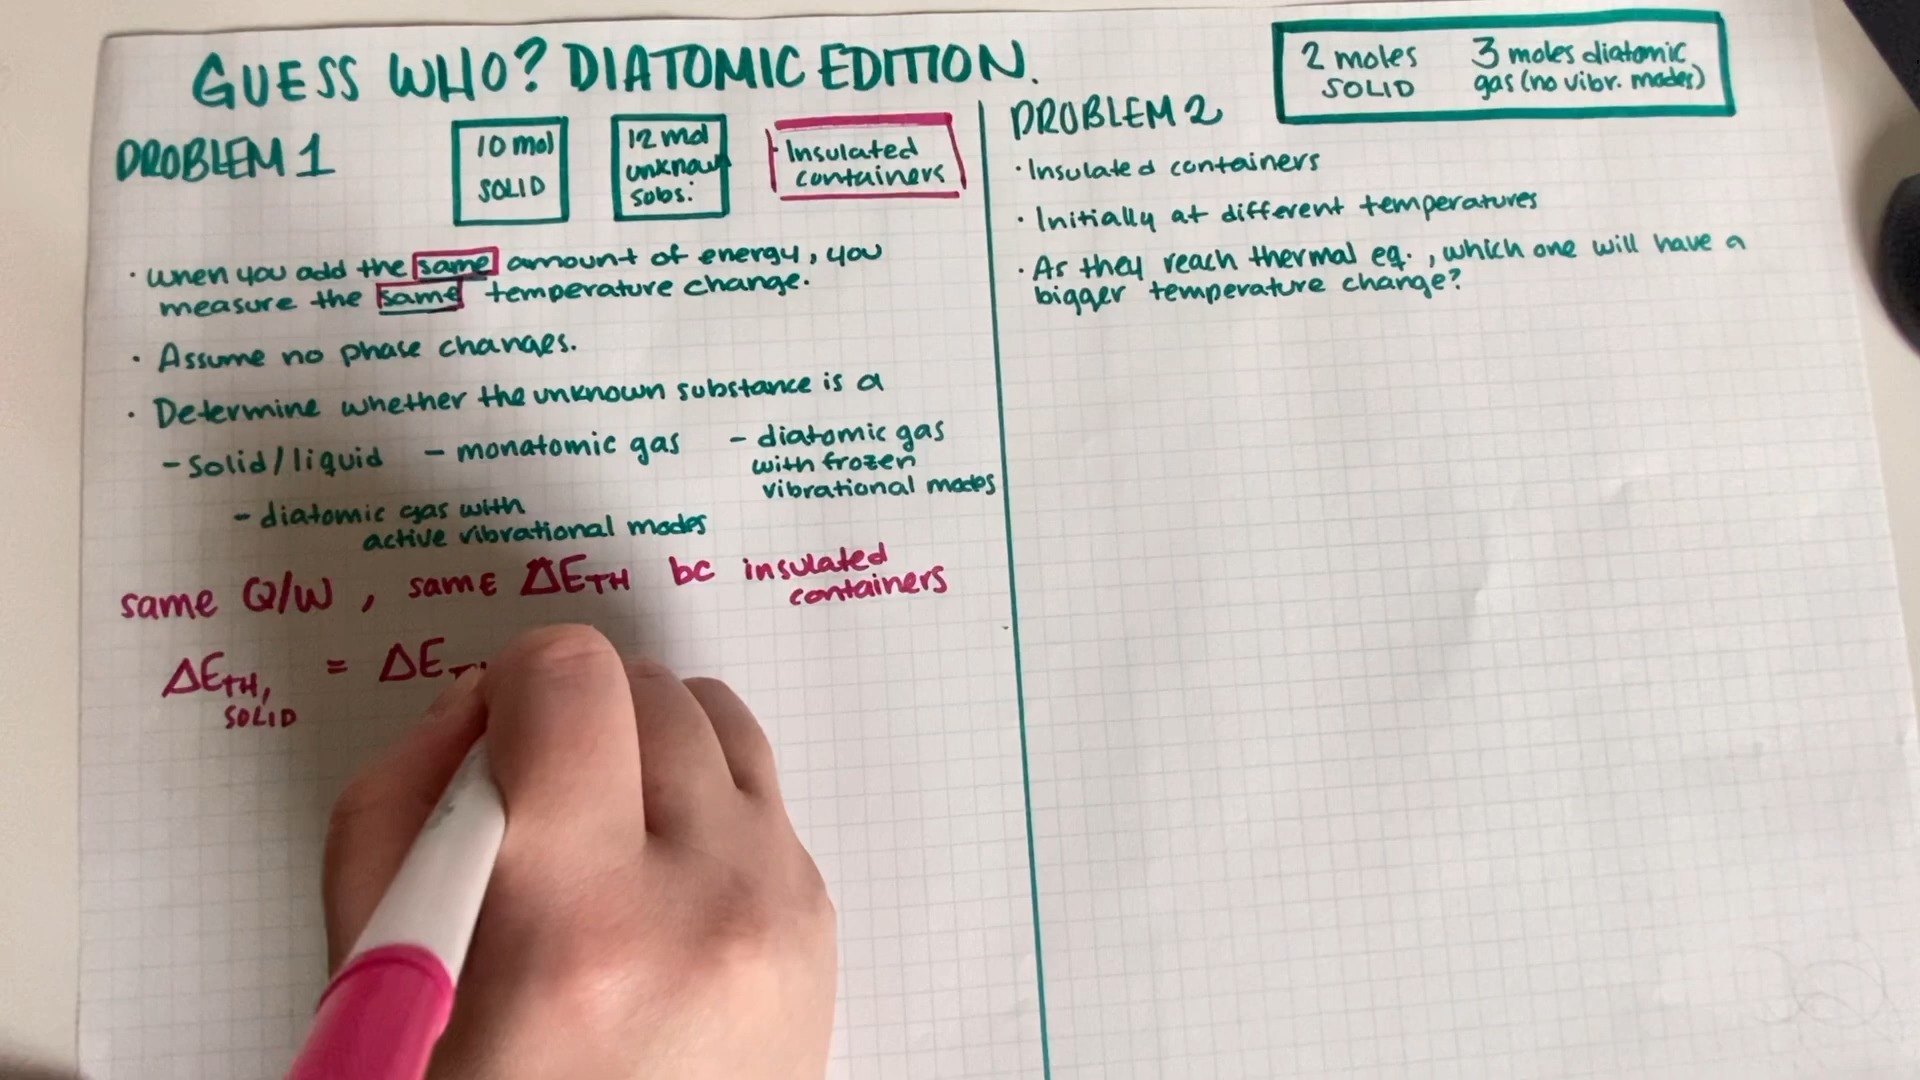 GUESS WHO? DIATOMIC EDITION.
PROBLEM 1
10 mol
SOLID
12 mol
unknown
subs.
Insulated
containers
• When you add the same amount of energy, you
measure the same temperature change.
• Assume no phase changes.
• Determine whether the unknown substance is a
- solid/liquid - monatomic gas - diatomic gas
with frozen
vibrational modes
- diatomic gas with
active vibrational modes
same Q/W, same ΔETH bc insulated
containers
ΔETH, = ΔE
SOLID
2 moles 3 moles diatomic
SOLID gas (no vibr. modes)
PROBLEM 2
• Insulated containers
• Initially at different temperatures
• As they reach thermal eq., which one will have a
bigger temperature change?